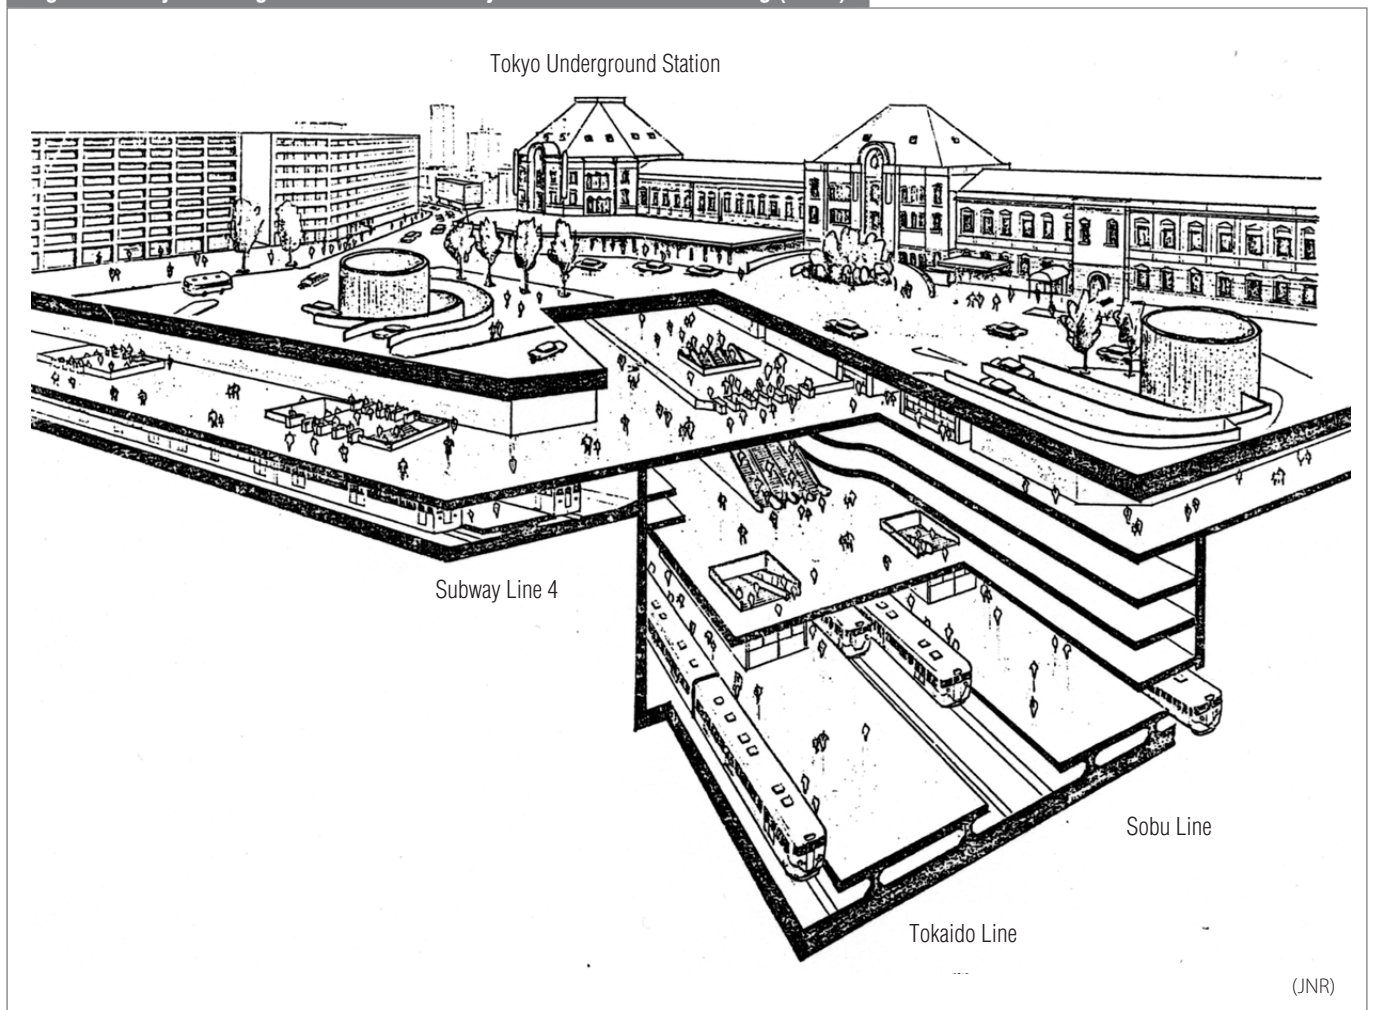 Tokyo Underground Station
Subway Line 4
Sobu Line
Tokaido Line
(JNR)